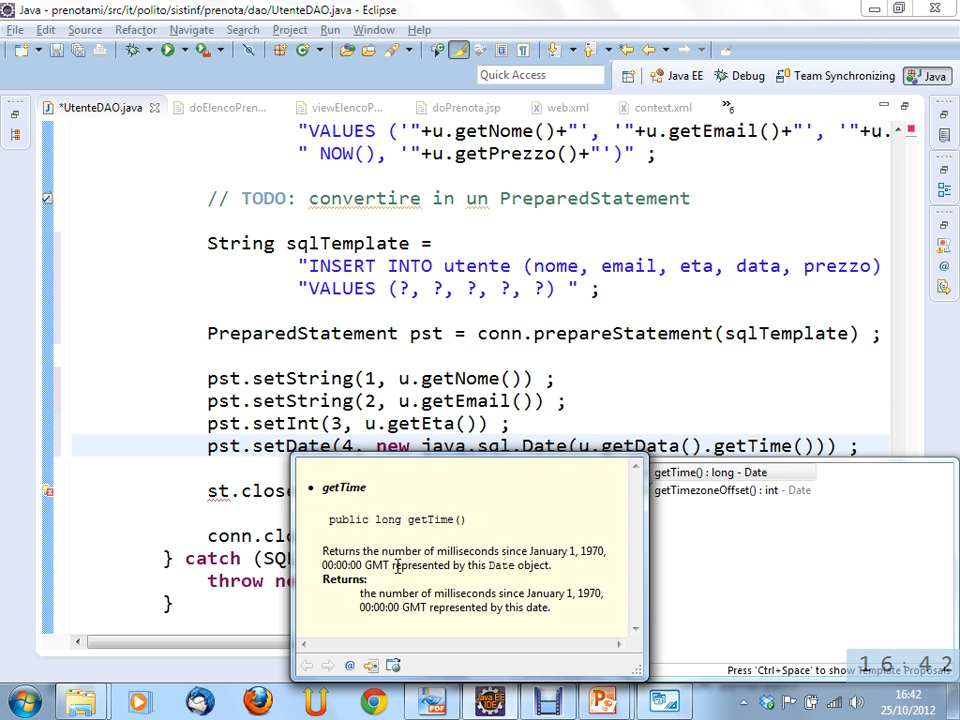 Java - prenotami/src/it/polito/sistinf/prenota/dao/UtenteDAO.java - Eclipse
File Edit Source Refactor Navigate Search Project Run Window Help
Quick Access
Java EE Debug Team Synchronizing Java
*UtenteDAO.java doElencoPren... viewElencoP... doPrenota.jsp web.xml context.xml »6
"VALUES ('"+u.getNome()+"', '"+u.getEmail()+"', '"+u.
" NOW(), '"+u.getPrezzo()+"')" ;
// TODO: convertire in un PreparedStatement
String sqlTemplate =
"INSERT INTO utente (nome, email, eta, data, prezzo)
"VALUES (?, ?, ?, ?, ?) " ;
PreparedStatement pst = conn.prepareStatement(sqlTemplate) ;
pst.setString(1, u.getNome()) ;
pst.setString(2, u.getEmail()) ;
pst.setInt(3, u.getEta()) ;
pst.setDate(4, new java.sql.Date(u.getData().getTime())) ;
st.close
conn.clo
} catch (SQL
throw ne
}
getTime
public long getTime()
Returns the number of milliseconds since January 1, 1970,
00:00:00 GMT represented by this Date object.
Returns:
the number of milliseconds since January 1, 1970,
00:00:00 GMT represented by this date.
getTime() : long - Date
getTimezoneOffset() : int - Date
Press 'Ctrl+Space' to show Template Proposals
16:42
16:42
25/10/2012